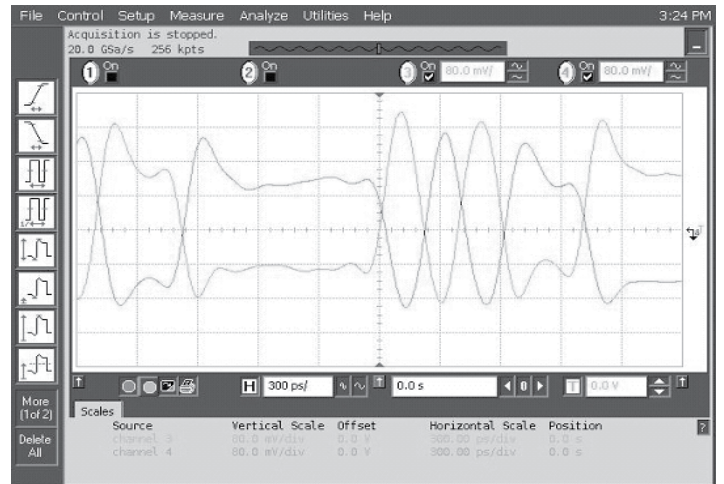 File Control Setup Measure Analyze Utilities Help 3:24 PM
Acquisition is stopped.
20.0 GSa/s 256 kpts
1 On 2 On 3 On 80.0 mV/ 4 On 80.0 mV/
More
(1of 2)
Delete
All
H 300 ps/ 0.0 s 0 T 0.0 V
Scales
Source Vertical Scale Offset Horizontal Scale Position
channel 3 80.0 mV/div 0.0 V 300.00 ps/div 0.0 s
channel 4 80.0 mV/div 0.0 V 300.00 ps/div 0.0 s
?